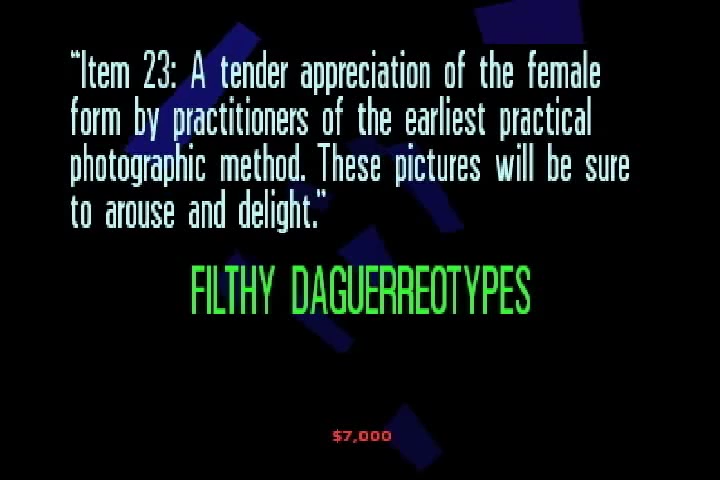 “Item 23: A tender appreciation of the female
form by practitioners of the earliest practical
photographic method. These pictures will be sure
to arouse and delight.”
FILTHY DAGUERREOTYPES
$7,000